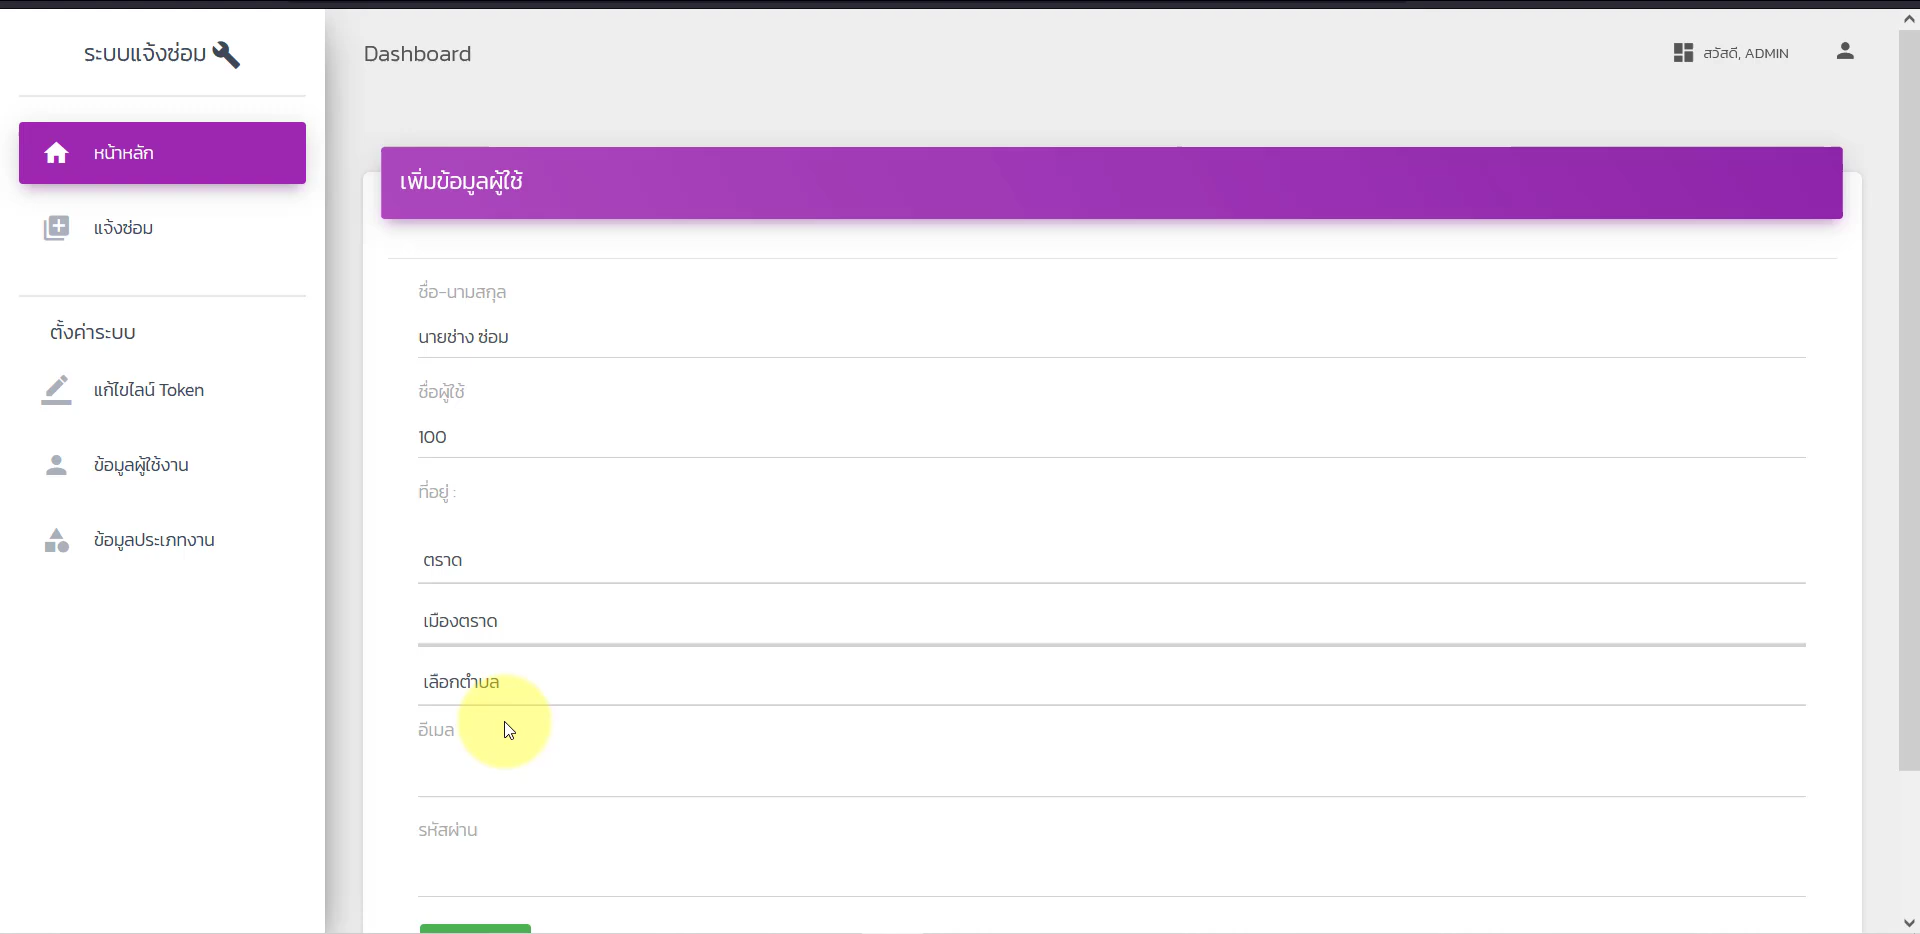 ระบบแจ้งซ่อม
หน้าหลัก
แจ้งซ่อม
ตั้งค่าระบบ
แก้ไขไลน์ Token
ข้อมูลผู้ใช้งาน
ข้อมูลประเภทงาน
Dashboard
สวัสดี, ADMIN
เพิ่มข้อมูลผู้ใช้
ชื่อ-นามสกุล
นายช่าง ซ่อม
ชื่อผู้ใช้
100
ที่อยู่ :
ตราด
เมืองตราด
เลือกตำบล
อีเมล
รหัสผ่าน